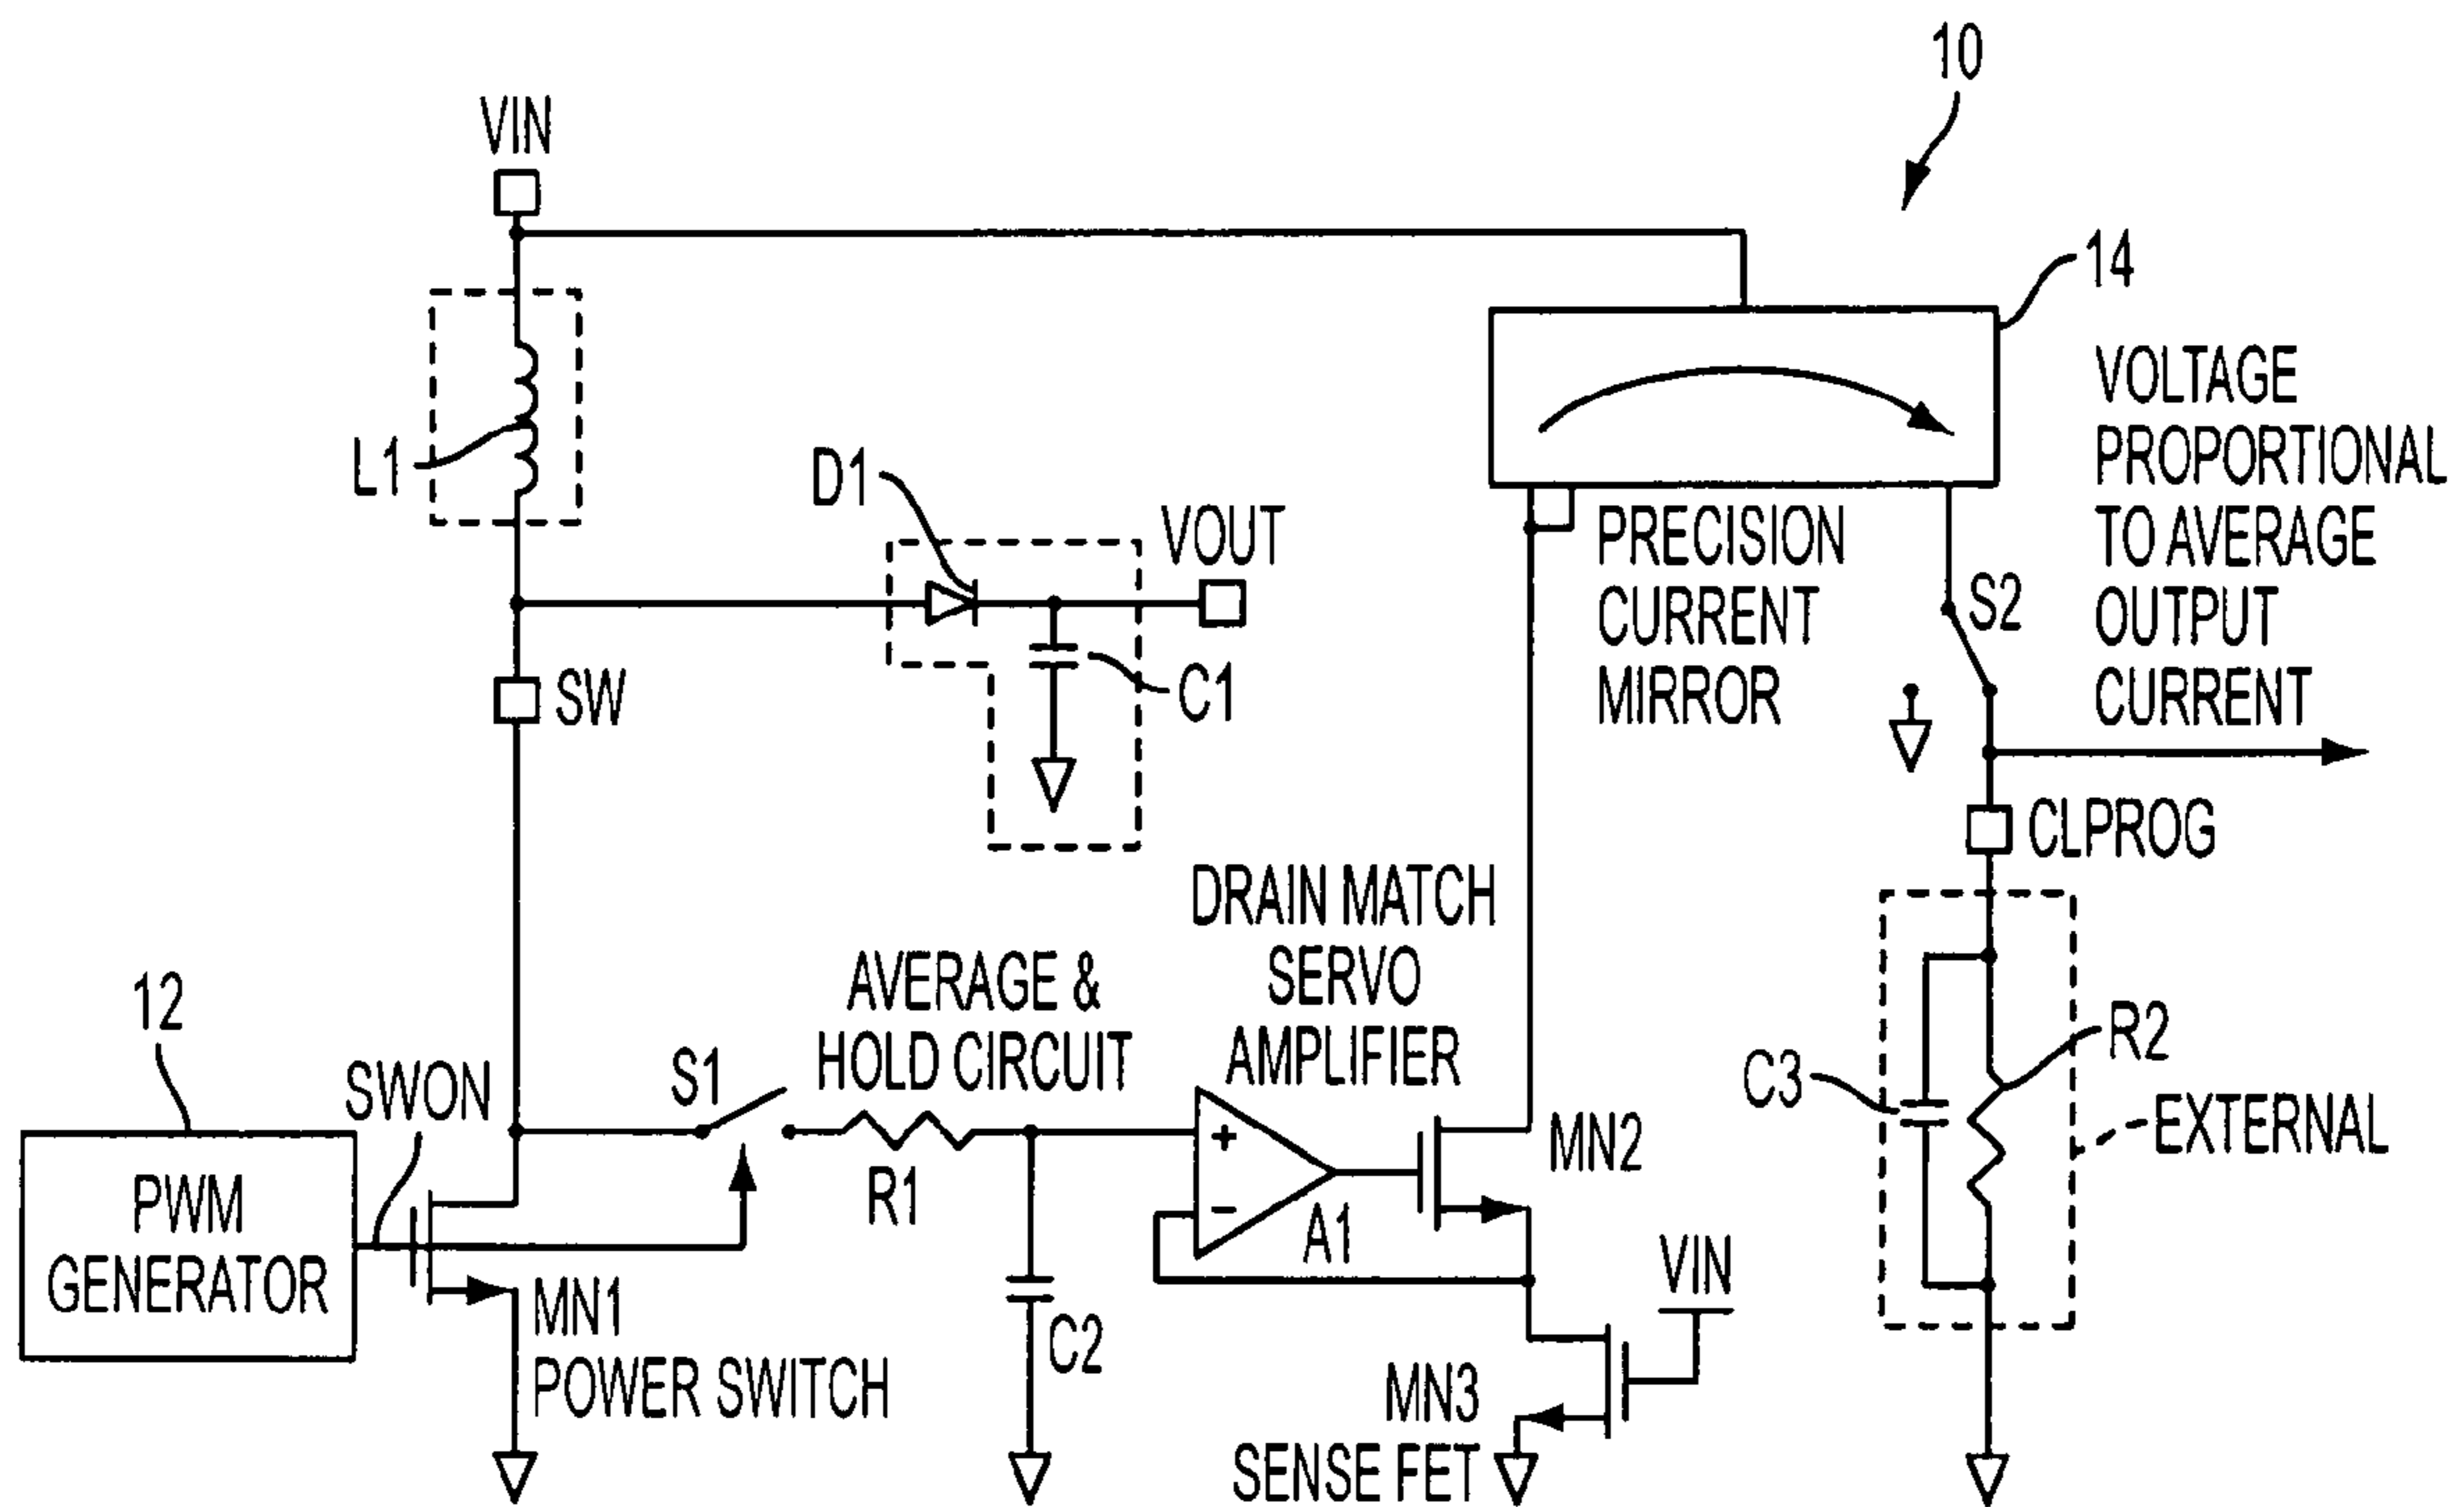 10
VIN
14
VOLTAGE
PROPORTIONAL
TO AVERAGE
OUTPUT
CURRENT
L1
D1
VOUT
PRECISION
CURRENT
MIRROR
S2
SW
C1
CLPROG
DRAIN MATCH
SERVO
AMPLIFIER
AVERAGE &
HOLD CIRCUIT
12
SWON
S1
R2
C3
EXTERNAL
PWM
GENERATOR
R1
+
-
A1
MN2
VIN
MN1
POWER SWITCH
C2
MN3
SENSE FET